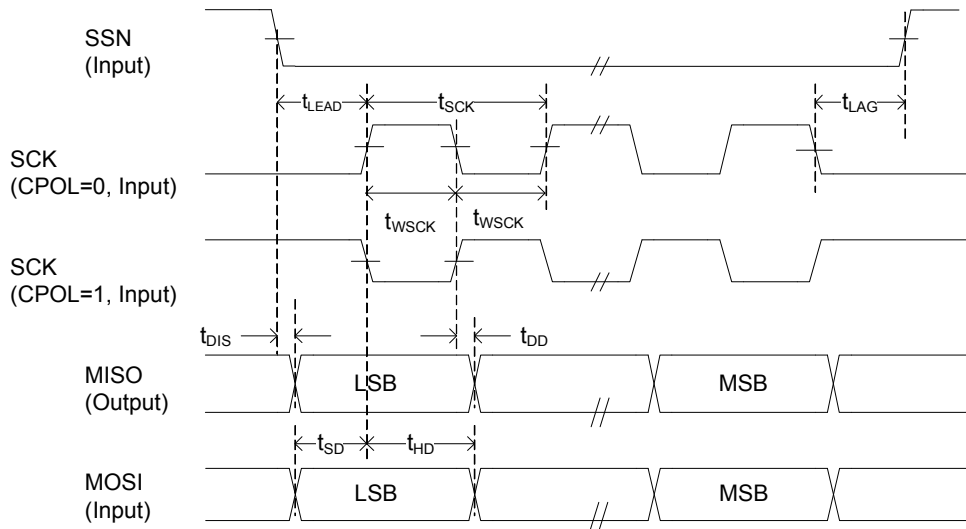 SSN
(Input)
tLEAD
tSCK
tLAG
SCK
(CPOL=0, Input)
tWSCK
tWSCK
SCK
(CPOL=1, Input)
tDIS
tDD
MISO
(Output)
LSB
MSB
tSD
tHD
MOSI
(Input)
LSB
MSB